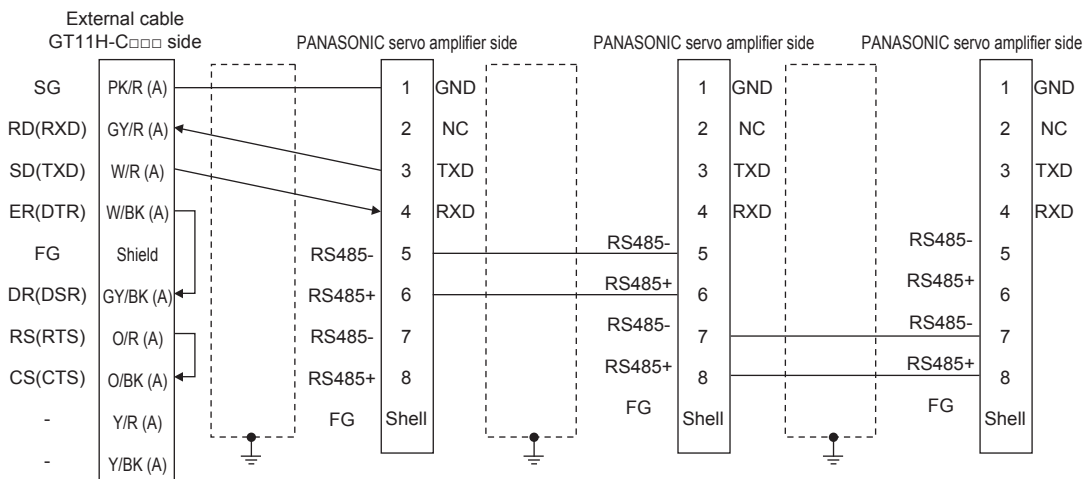 External cable
GT11H-C□□□ side
PANASONIC servo amplifier side
PANASONIC servo amplifier side
PANASONIC servo amplifier side
SG PK/R (A) 1 GND 1 GND 1 GND
RD(RXD) GY/R (A) 2 NC 2 NC 2 NC
SD(TXD) W/R (A) 3 TXD 3 TXD 3 TXD
ER(DTR) W/BK (A) 4 RXD 4 RXD 4 RXD
FG Shield RS485- 5 RS485- 5 RS485- 5
DR(DSR) GY/BK (A) RS485+ 6 RS485+ 6 RS485+ 6
RS(RTS) O/R (A) RS485- 7 RS485- 7 RS485- 7
CS(CTS) O/BK (A) RS485+ 8 RS485+ 8 RS485+ 8
- Y/R (A) FG Shell FG Shell FG Shell
- Y/BK (A)